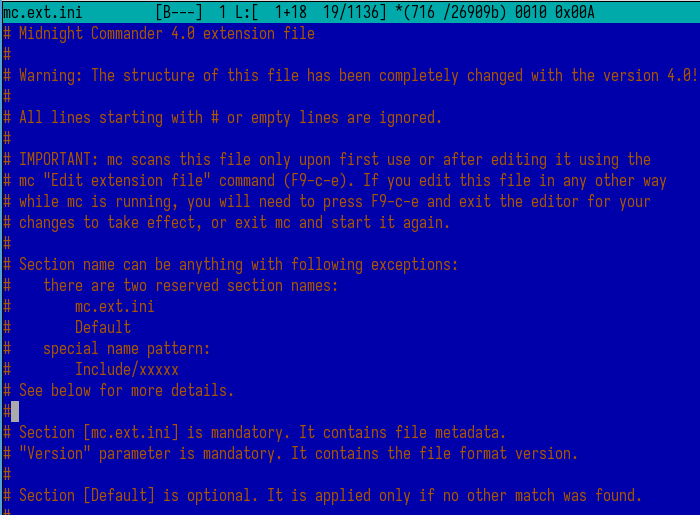 mc.ext.ini [B---] 1 L:[ 1+18 19/1136] *(716 /26909b) 0010 0x00A
# Midnight Commander 4.0 extension file
#
# Warning: The structure of this file has been completely changed with the version 4.0!
#
# All lines starting with # or empty lines are ignored.
#
# IMPORTANT: mc scans this file only upon first use or after editing it using the
# mc "Edit extension file" command (F9-c-e). If you edit this file in any other way
# while mc is running, you will need to press F9-c-e and exit the editor for your
# changes to take effect, or exit mc and start it again.
#
# Section name can be anything with following exceptions:
#    there are two reserved section names:
#        mc.ext.ini
#        Default
#    special name pattern:
#        Include/xxxxx
# See below for more details.
#
# Section [mc.ext.ini] is mandatory. It contains file metadata.
# "Version" parameter is mandatory. It contains the file format version.
#
# Section [Default] is optional. It is applied only if no other match was found.
#